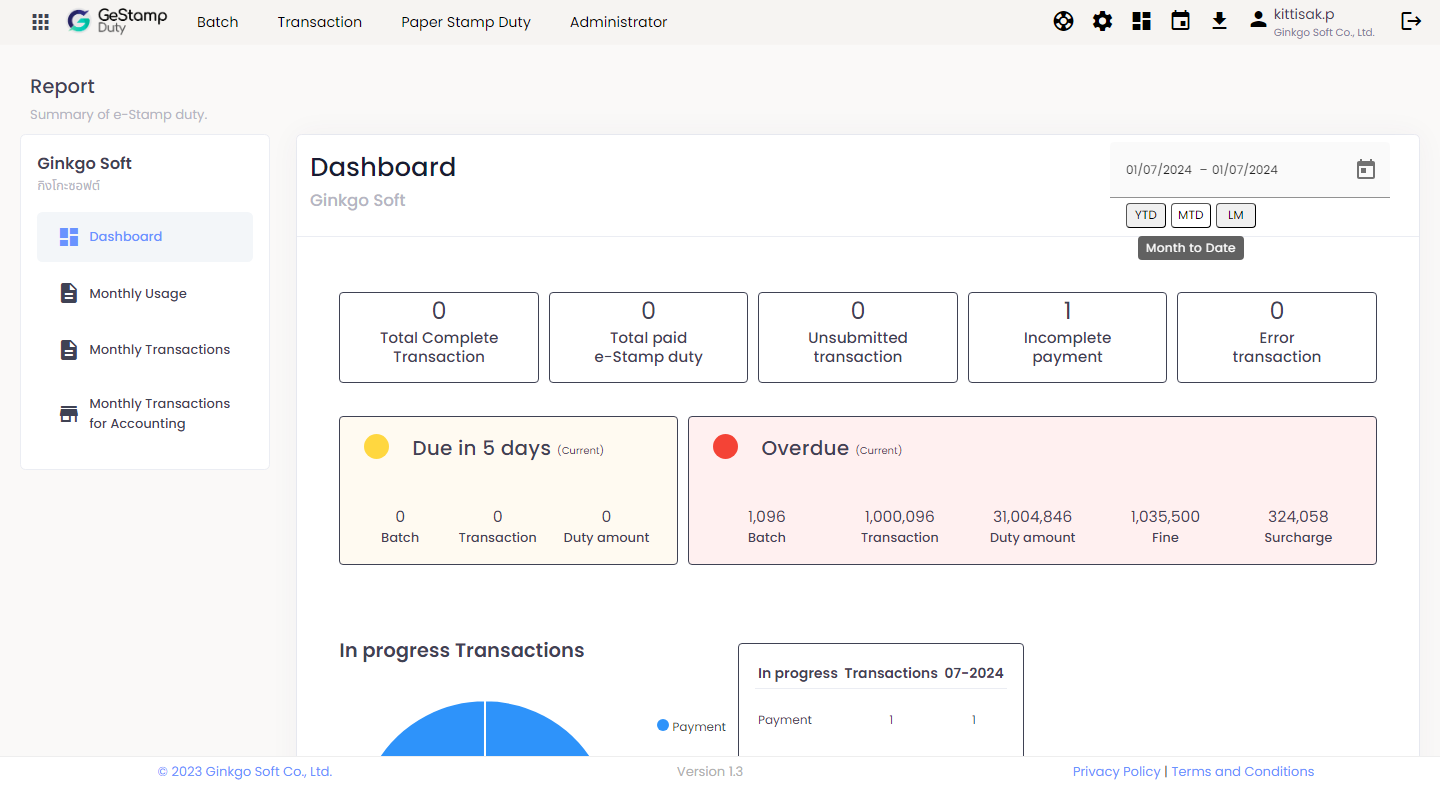 GeStamp
Duty
Batch
Transaction
Paper Stamp Duty
Administrator
kittisak.p
Ginkgo Soft Co., Ltd.
Report
Summary of e-Stamp duty.
Ginkgo Soft
กิงโกะซอฟต์
Dashboard
Monthly Usage
Monthly Transactions
Monthly Transactions
for Accounting
Dashboard
Ginkgo Soft
01/07/2024 – 01/07/2024
YTD
MTD
LM
Month to Date
0
Total Complete
Transaction
0
Total paid
e-Stamp duty
0
Unsubmitted
transaction
1
Incomplete
payment
0
Error
transaction
Due in 5 days (Current)
0
Batch
0
Transaction
0
Duty amount
Overdue (Current)
1,096
Batch
1,000,096
Transaction
31,004,846
Duty amount
1,035,500
Fine
324,058
Surcharge
In progress Transactions
Payment
In progress Transactions 07-2024
Payment 1 1
© 2023 Ginkgo Soft Co., Ltd.
Version 1.3
Privacy Policy | Terms and Conditions